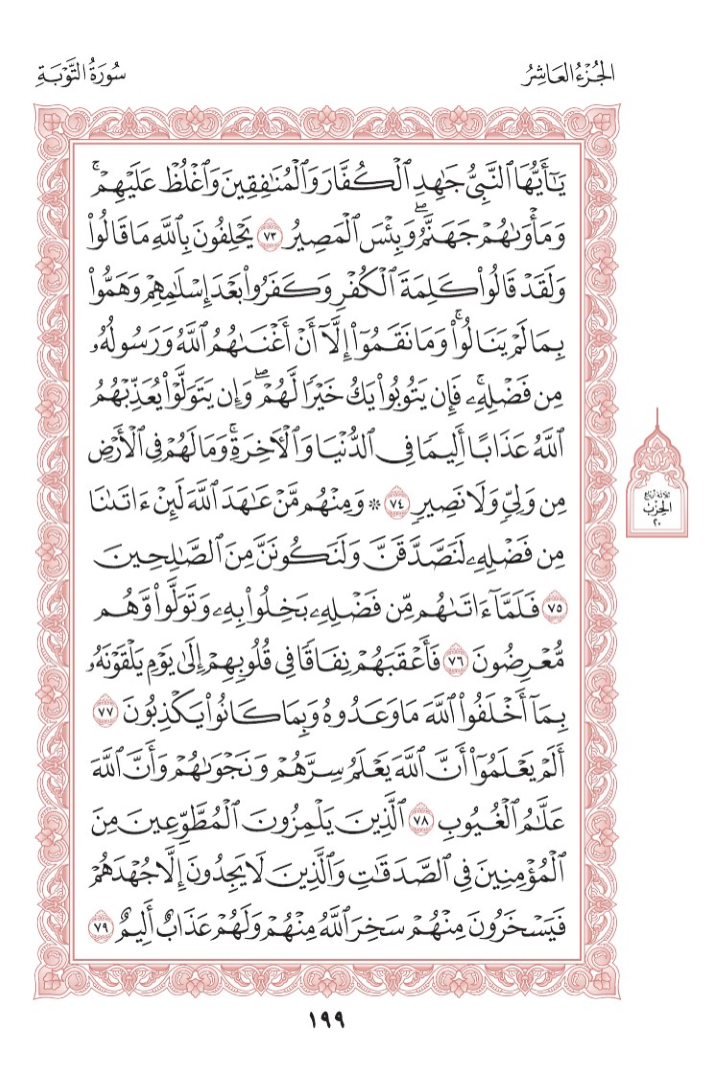 الجُزْءُ العَاشِرُ
سُورَةُ التَّوْبَةِ
يَٰٓأَيُّهَا ٱلنَّبِيُّ جَٰهِدِ ٱلْكُفَّارَ وَٱلْمُنَٰفِقِينَ وَٱغْلُظْ عَلَيْهِمْۚ
وَمَأْوَىٰهُمْ جَهَنَّمُۖ وَبِئْسَ ٱلْمَصِيرُ ٧٣ يَحْلِفُونَ بِٱللَّهِ مَا قَالُوا۟
وَلَقَدْ قَالُوا۟ كَلِمَةَ ٱلْكُفْرِ وَكَفَرُوا۟ بَعْدَ إِسْلَٰمِهِمْ وَهَمُّوا۟
بِمَا لَمْ يَنَالُوا۟ۚ وَمَا نَقَمُوٓا۟ إِلَّآ أَنْ أَغْنَىٰهُمُ ٱللَّهُ وَرَسُولُهُۥ
مِن فَضْلِهِۦۚ فَإِن يَتُوبُوا۟ يَكُ خَيْرًا لَّهُمْۖ وَإِن يَتَوَلَّوْا۟ يُعَذِّبْهُمُ
ٱللَّهُ عَذَابًا أَلِيمًا فِي ٱلدُّنْيَا وَٱلْءَاخِرَةِۚ وَمَا لَهُمْ فِي ٱلْأَرْضِ
مِن وَلِيٍّ وَلَا نَصِيرٍ ٧٤ ۞ وَمِنْهُم مَّنْ عَٰهَدَ ٱللَّهَ لَئِنْ ءَاتَىٰنَا
مِن فَضْلِهِۦ لَنَصَّدَّقَنَّ وَلَنَكُونَنَّ مِنَ ٱلصَّٰلِحِينَ
٧٥ فَلَمَّآ ءَاتَىٰهُم مِّن فَضْلِهِۦ بَخِلُوا۟ بِهِۦ وَتَوَلَّوا۟ وَّهُم
مُّعْرِضُونَ ٧٦ فَأَعْقَبَهُمْ نِفَاقًا فِي قُلُوبِهِمْ إِلَىٰ يَوْمِ يَلْقَوْنَهُۥ
بِمَآ أَخْلَفُوا۟ ٱللَّهَ مَا وَعَدُوهُ وَبِمَا كَانُوا۟ يَكْذِبُونَ ٧٧
أَلَمْ يَعْلَمُوٓا۟ أَنَّ ٱللَّهَ يَعْلَمُ سِرَّهُمْ وَنَجْوَىٰهُمْ وَأَنَّ ٱللَّهَ
عَلَّٰمُ ٱلْغُيُوبِ ٧٨ ٱلَّذِينَ يَلْمِزُونَ ٱلْمُطَّوِّعِينَ مِنَ
ٱلْمُؤْمِنِينَ فِي ٱلصَّدَقَٰتِ وَٱلَّذِينَ لَا يَجِدُونَ إِلَّا جُهْدَهُمْ
فَيَسْخَرُونَ مِنْهُمْ سَخِرَ ٱللَّهُ مِنْهُمْ وَلَهُمْ عَذَابٌ أَلِيمٌ ٧٩
ثلاثة أرباع
الحزب
٢٠
١٩٩